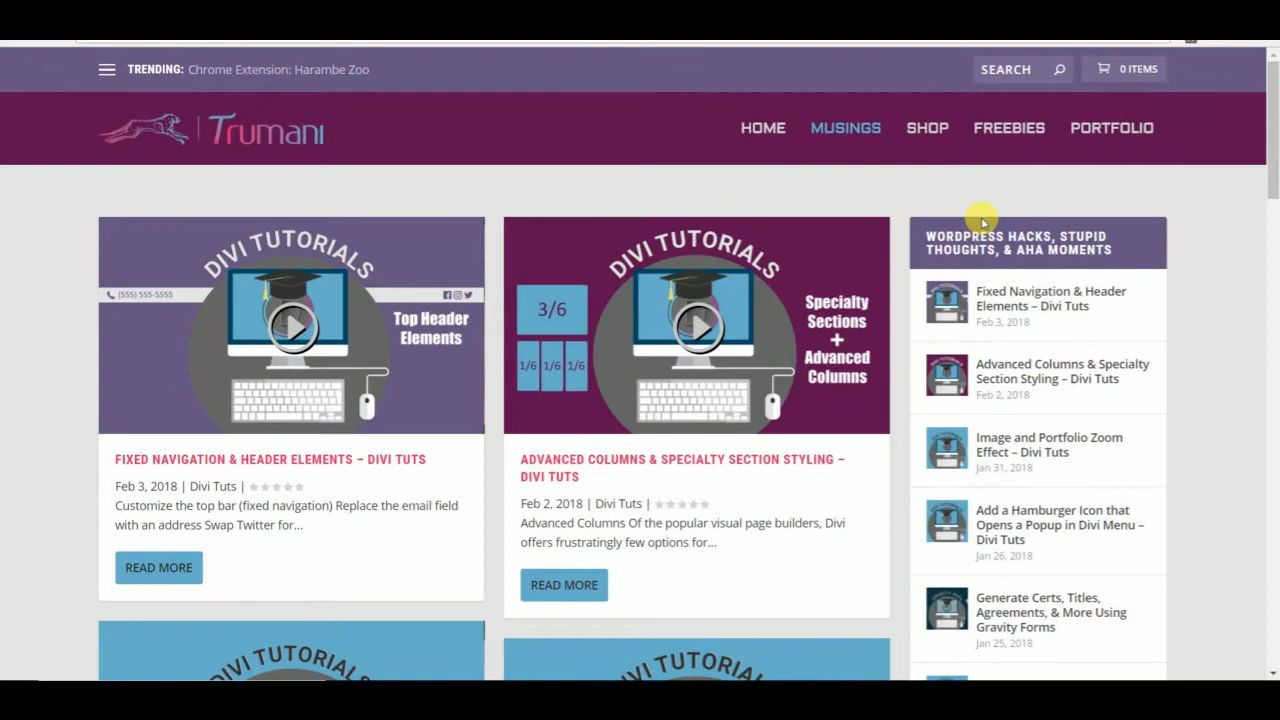 TRENDING: Chrome Extension: Harambe Zoo
SEARCH
0 ITEMS
Trumani
HOME MUSINGS SHOP FREEBIES PORTFOLIO
DIVI TUTORIALS
(555) 555-5555
Top Header
Elements
FIXED NAVIGATION & HEADER ELEMENTS – DIVI TUTS
Feb 3, 2018 | Divi Tuts |
Customize the top bar (fixed navigation) Replace the email field
with an address Swap Twitter for...
READ MORE
DIVI TUTORIALS
3/6
1/6 1/6 1/6
Specialty
Sections
+
Advanced
Columns
ADVANCED COLUMNS & SPECIALTY SECTION STYLING –
DIVI TUTS
Feb 2, 2018 | Divi Tuts |
Advanced Columns Of the popular visual page builders, Divi
offers frustratingly few options for...
READ MORE
WORDPRESS HACKS, STUPID
THOUGHTS, & AHA MOMENTS
Fixed Navigation & Header
Elements – Divi Tuts
Feb 3, 2018
Advanced Columns & Specialty
Section Styling – Divi Tuts
Feb 2, 2018
Image and Portfolio Zoom
Effect – Divi Tuts
Jan 31, 2018
Add a Hamburger Icon that
Opens a Popup in Divi Menu –
Divi Tuts
Jan 26, 2018
Generate Certs, Titles,
Agreements, & More Using
Gravity Forms
Jan 25, 2018
DIVI TUTORIALS
DIVI TUTORIALS